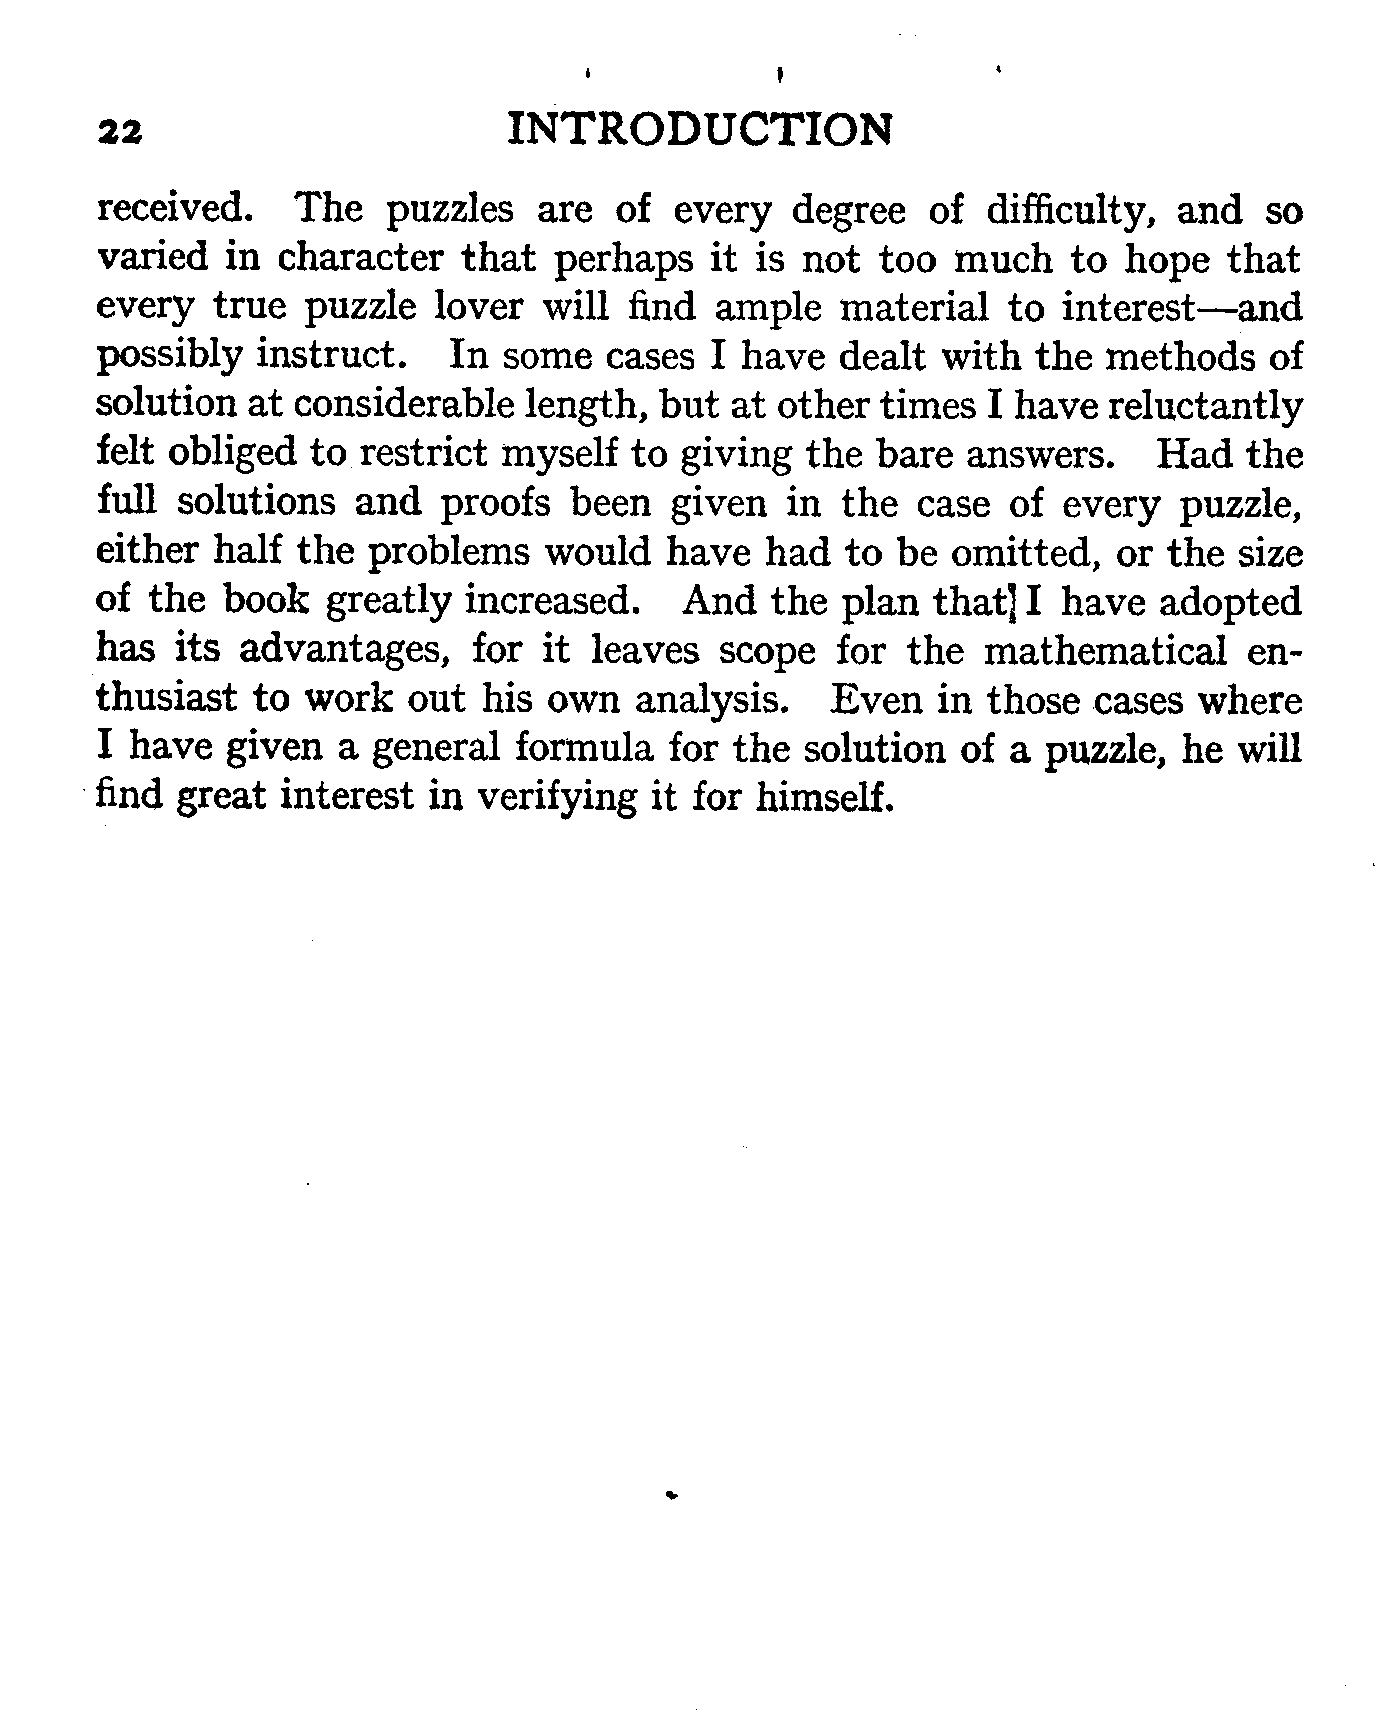 22 INTRODUCTION
received. The puzzles are of every degree of difficulty, and so
varied in character that perhaps it is not too much to hope that
every true puzzle lover will find ample material to interest—and
possibly instruct. In some cases I have dealt with the methods of
solution at considerable length, but at other times I have reluctantly
felt obliged to restrict myself to giving the bare answers. Had the
full solutions and proofs been given in the case of every puzzle,
either half the problems would have had to be omitted, or the size
of the book greatly increased. And the plan that] I have adopted
has its advantages, for it leaves scope for the mathematical en-
thusiast to work out his own analysis. Even in those cases where
I have given a general formula for the solution of a puzzle, he will
find great interest in verifying it for himself.